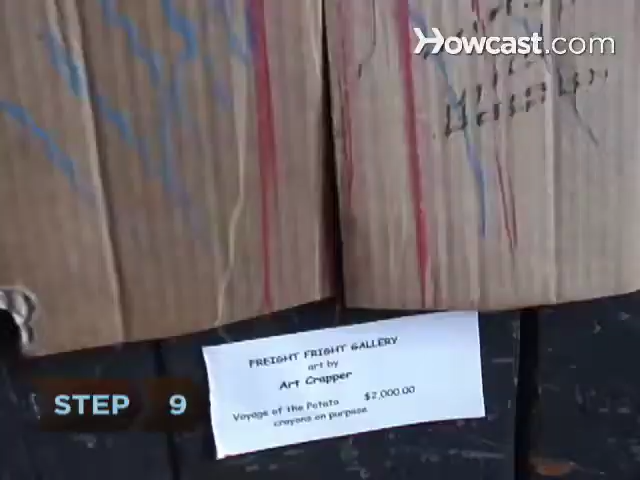 Howcast.com
FREIGHT FRIGHT GALLERY
art by
Art Crapper
Voyage of the Potato $2,000.00
crayons on purpose
STEP 9